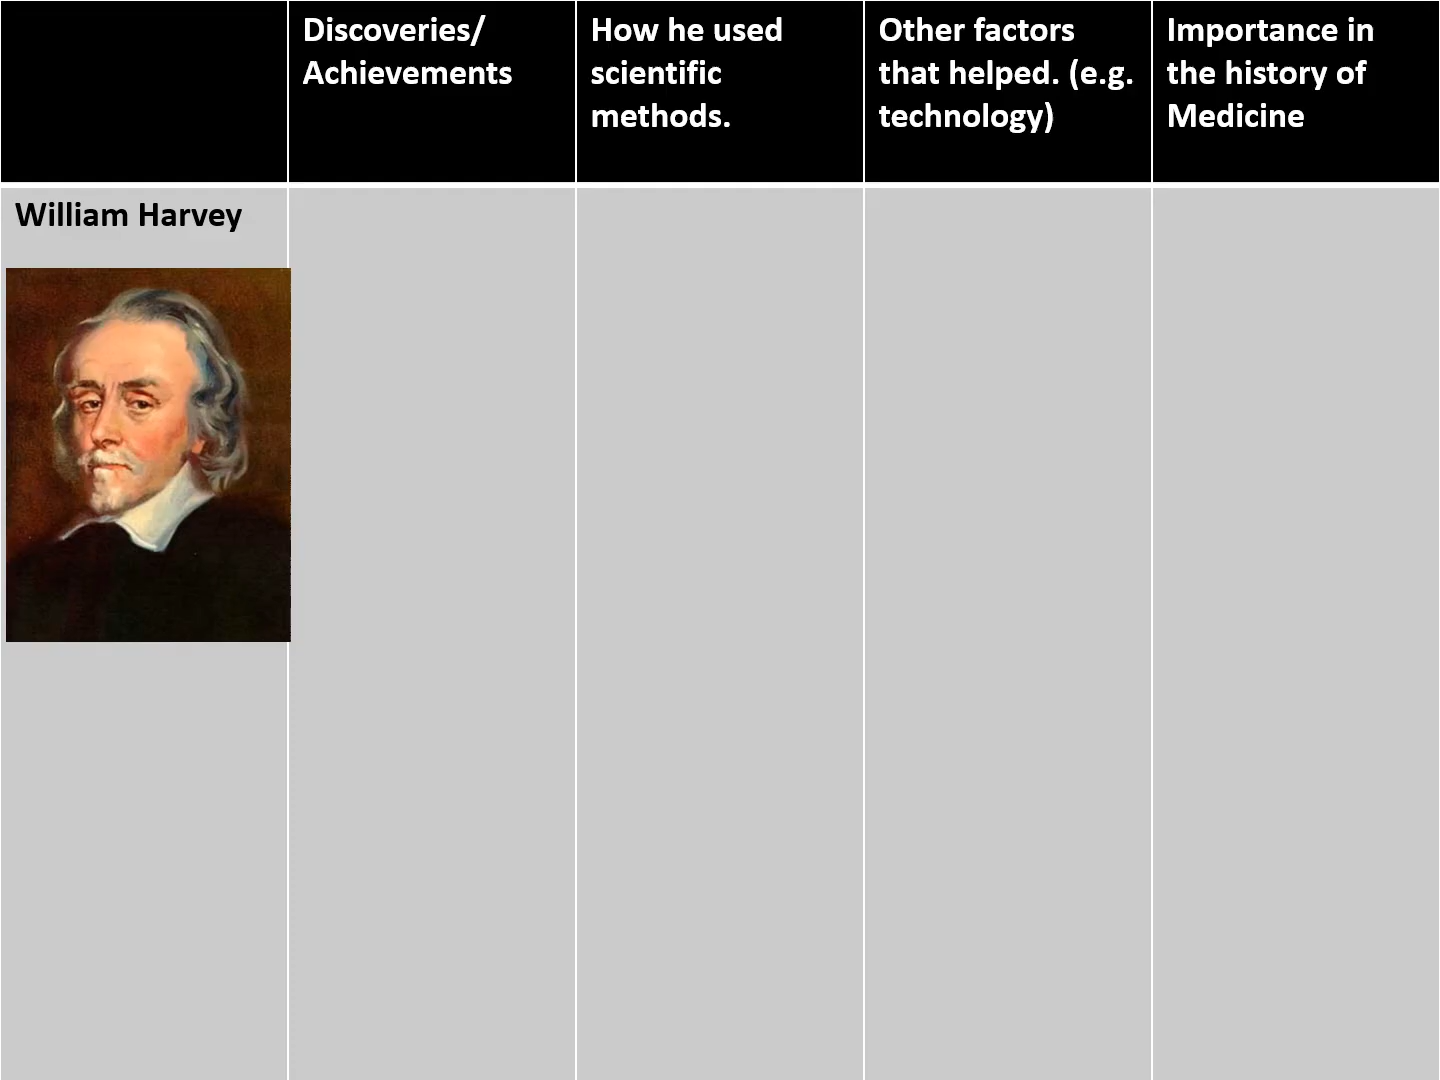 Discoveries/
Achievements
How he used
scientific
methods.
Other factors
that helped. (e.g.
technology)
Importance in
the history of
Medicine
William Harvey